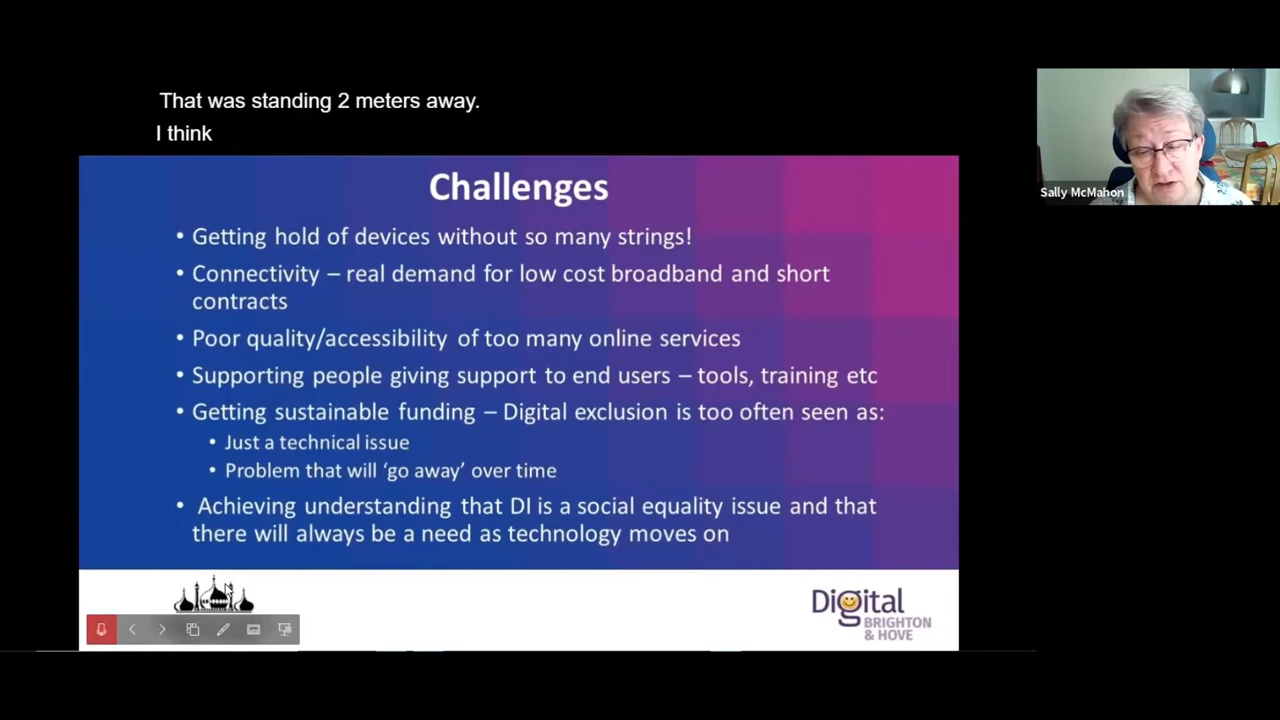 That was standing 2 meters away.
I think
Sally McMahon
Challenges
• Getting hold of devices without so many strings!
• Connectivity – real demand for low cost broadband and short
contracts
• Poor quality/accessibility of too many online services
• Supporting people giving support to end users – tools, training etc
• Getting sustainable funding – Digital exclusion is too often seen as:
• Just a technical issue
• Problem that will ‘go away’ over time
• Achieving understanding that DI is a social equality issue and that
there will always be a need as technology moves on
Digital
BRIGHTON
& HOVE